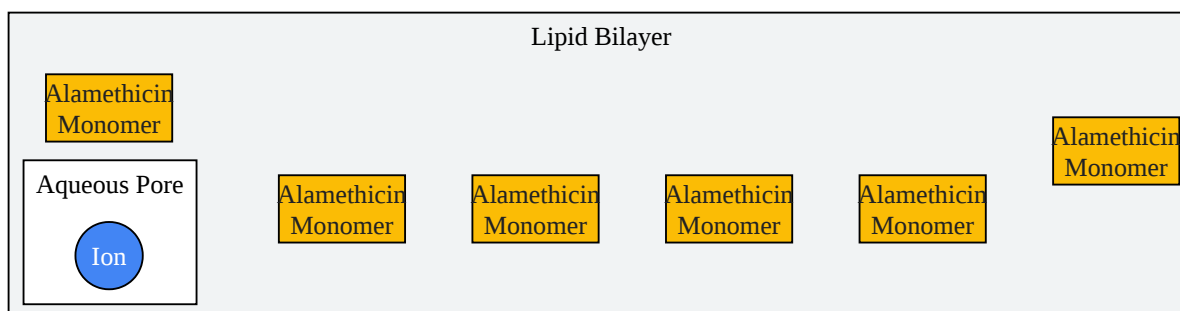 Lipid Bilayer
Alamethicin
Monomer
Alamethicin
Monomer
Aqueous Pore
Ion
Alamethicin
Monomer
Alamethicin
Monomer
Alamethicin
Monomer
Alamethicin
Monomer